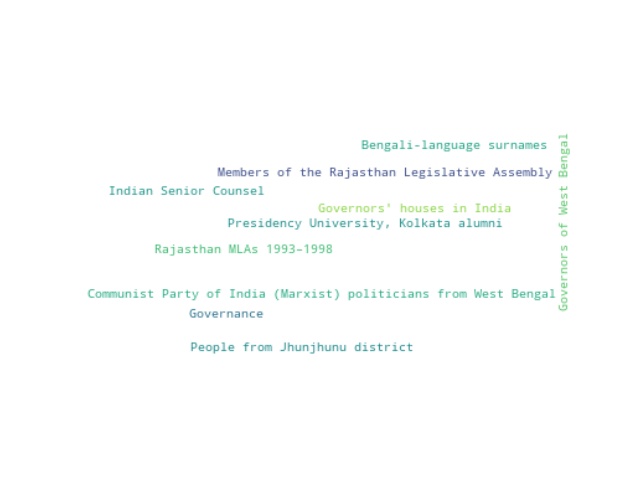 Bengali-language surnames
Governors of West Bengal
Members of the Rajasthan Legislative Assembly
Indian Senior Counsel
Governors' houses in India
Presidency University, Kolkata alumni
Rajasthan MLAs 1993–1998
Communist Party of India (Marxist) politicians from West Bengal
Governance
People from Jhunjhunu district